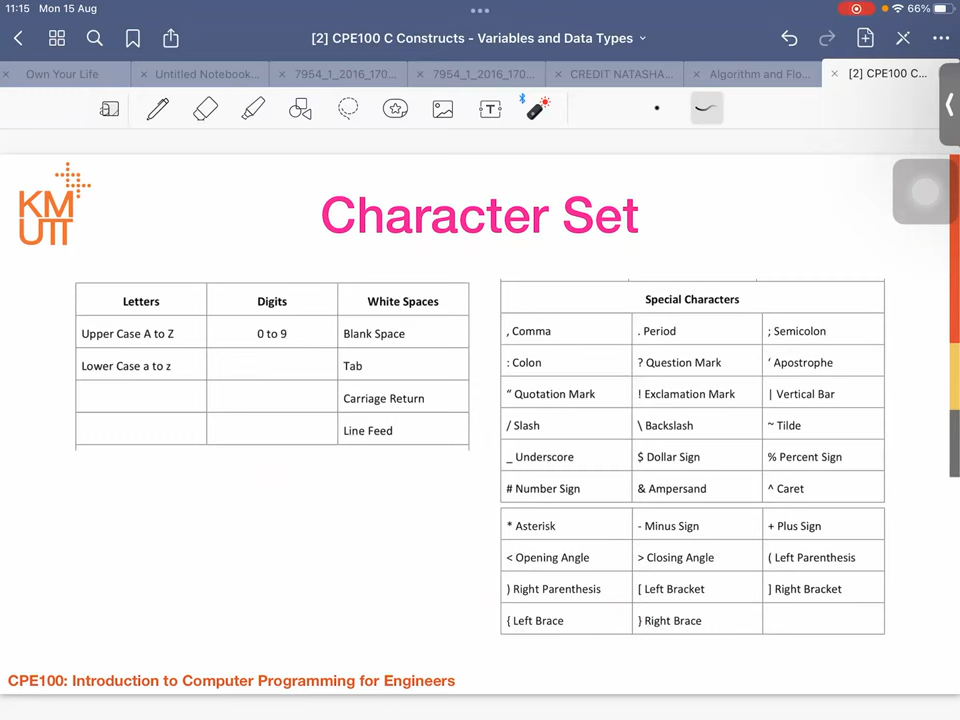 11:15 Mon 15 Aug
66%
[2] CPE100 C Constructs - Variables and Data Types
Own Your Life
Untitled Notebook...
7954_1_2016_170...
7954_1_2016_170...
CREDIT NATASHA...
Algorithm and Flo...
[2] CPE100 C...
T
KM
UTT
Character Set
Letters Digits White Spaces
Upper Case A to Z 0 to 9 Blank Space
Lower Case a to z Tab
Carriage Return
Line Feed
Special Characters
, Comma . Period ; Semicolon
: Colon ? Question Mark ‘ Apostrophe
“ Quotation Mark ! Exclamation Mark | Vertical Bar
/ Slash \ Backslash ~ Tilde
_ Underscore $ Dollar Sign % Percent Sign
# Number Sign & Ampersand ^ Caret
* Asterisk - Minus Sign + Plus Sign
< Opening Angle > Closing Angle ( Left Parenthesis
) Right Parenthesis [ Left Bracket ] Right Bracket
{ Left Brace } Right Brace
CPE100: Introduction to Computer Programming for Engineers